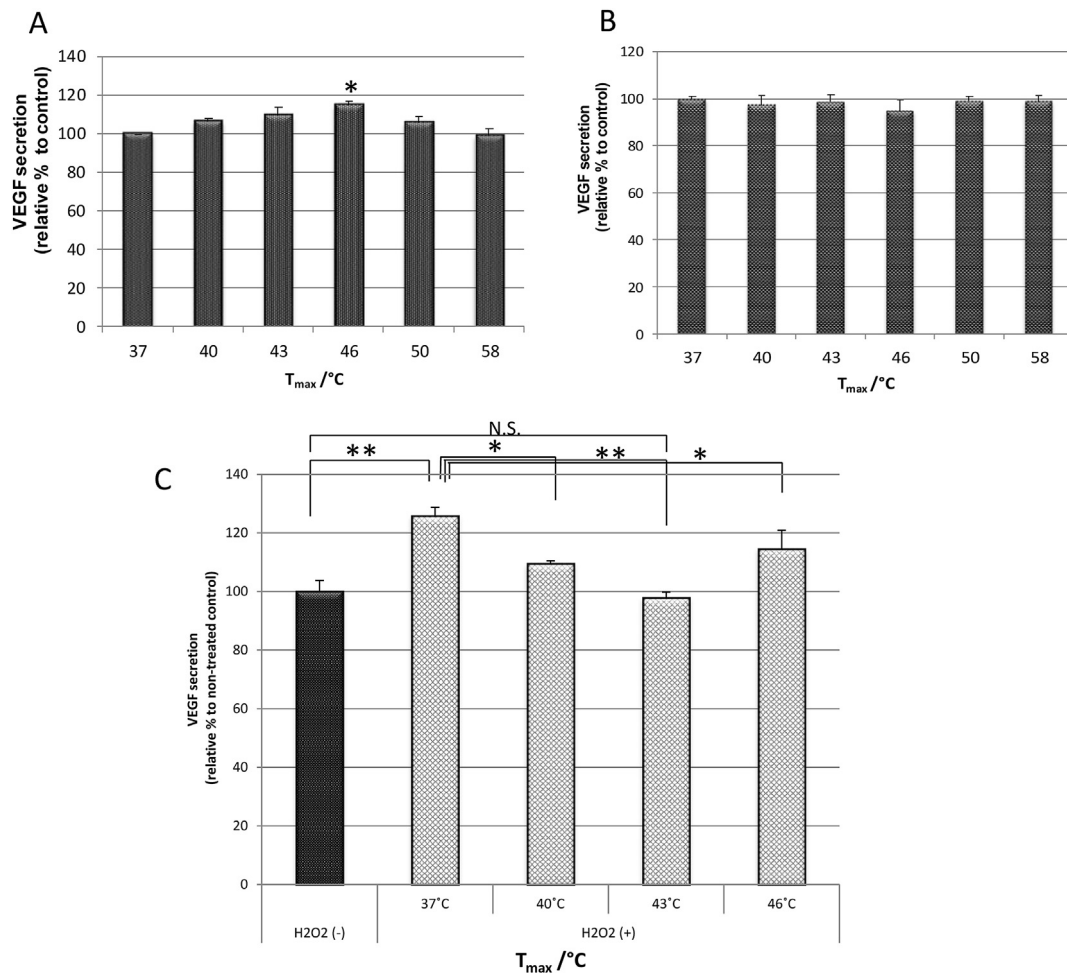 A
VEGF secretion
(relative % to control)
140
120
100
80
60
40
20
0
*
37 40 43 46 50 58
Tmax /°C
B
VEGF secretion
(relative % to control)
120
100
80
60
40
20
0
37 40 43 46 50 58
Tmax /°C
C
N.S.
** * ** *
VEGF secretion
(relative % to non-treated control)
140
120
100
80
60
40
20
0
37˚C 40˚C 43˚C 46˚C
H2O2 (-) H2O2 (+)
Tmax /°C